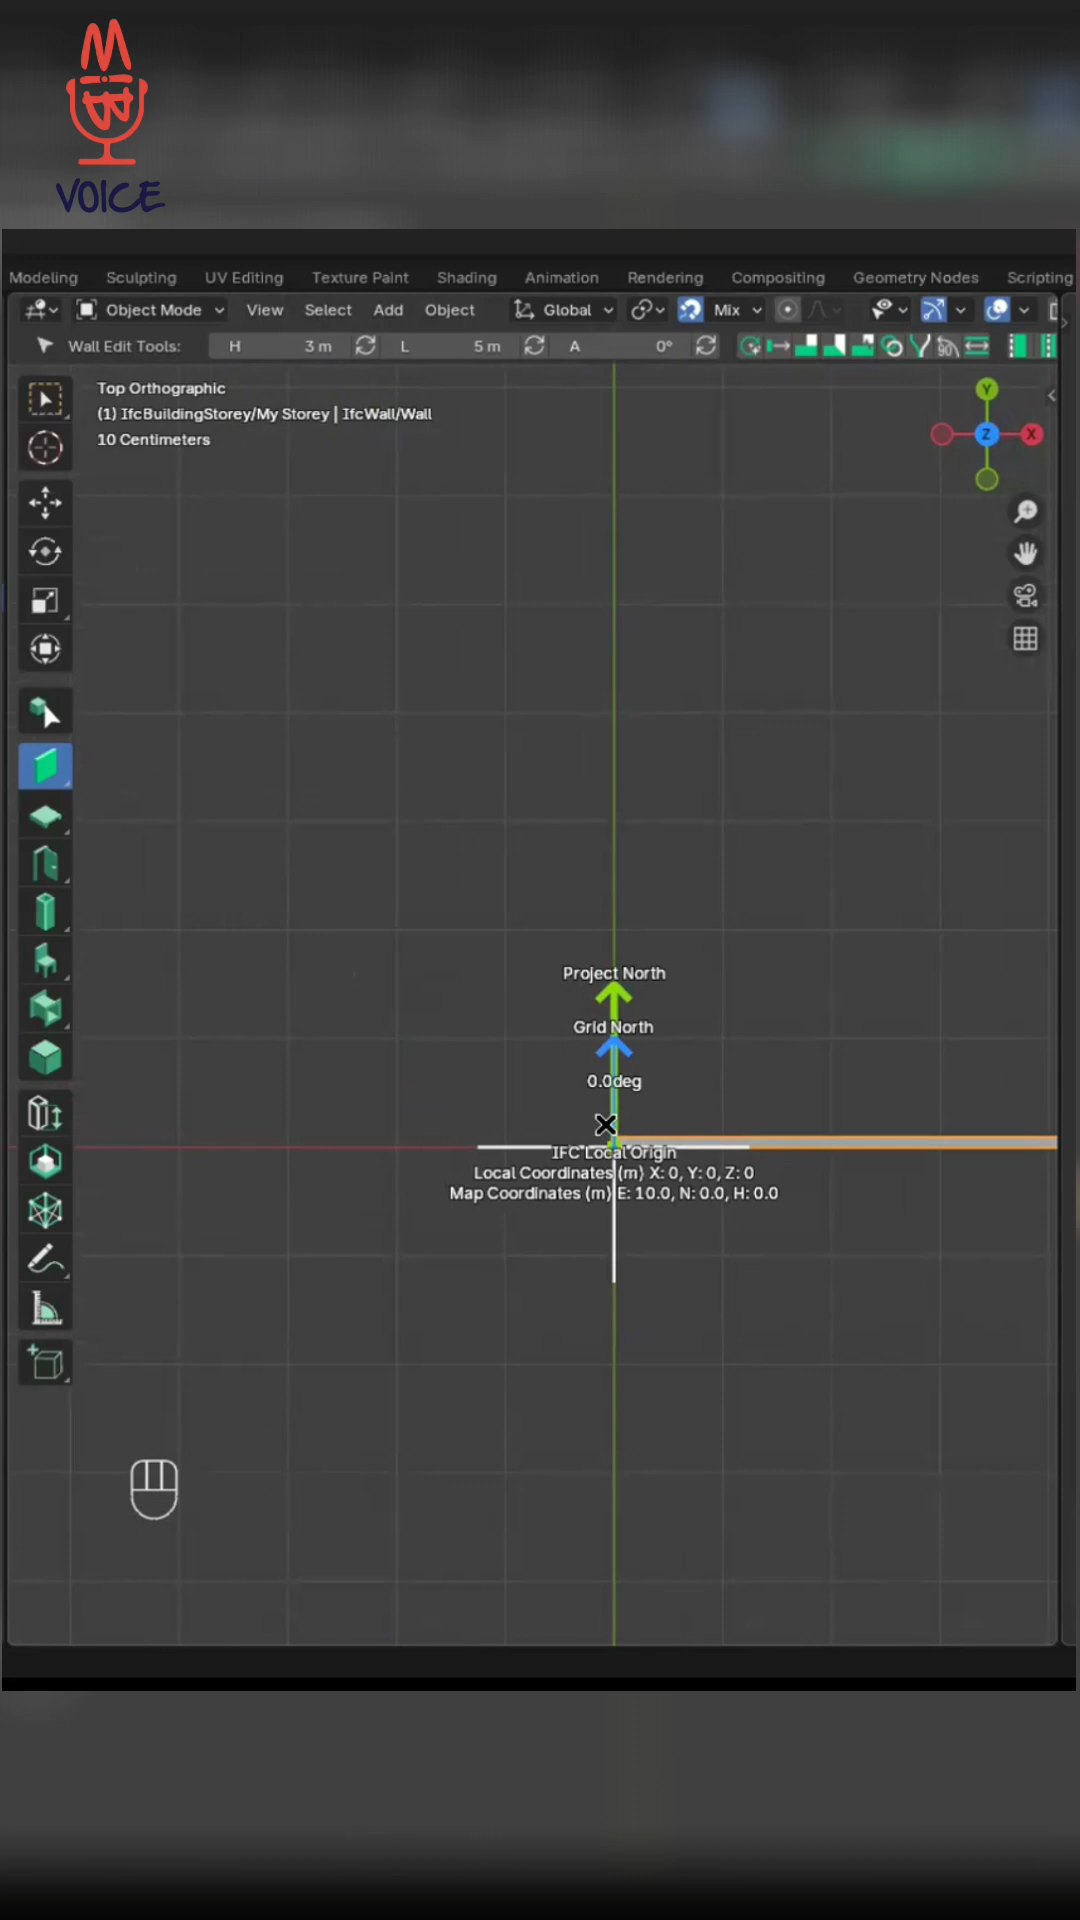 VOICE
Modeling Sculpting UV Editing Texture Paint Shading Animation Rendering Compositing Geometry Nodes Scripting
Object Mode View Select Add Object Global Mix
Wall Edit Tools: H 3 m L 5 m A 0° 90
Top Orthographic
(1) IfcBuildingStorey/My Storey | IfcWall/Wall
10 Centimeters
Y
Z X
Project North
Grid North
0.0deg
IFC Local Origin
Local Coordinates (m) X: 0, Y: 0, Z: 0
Map Coordinates (m) E: 10.0, N: 0.0, H: 0.0